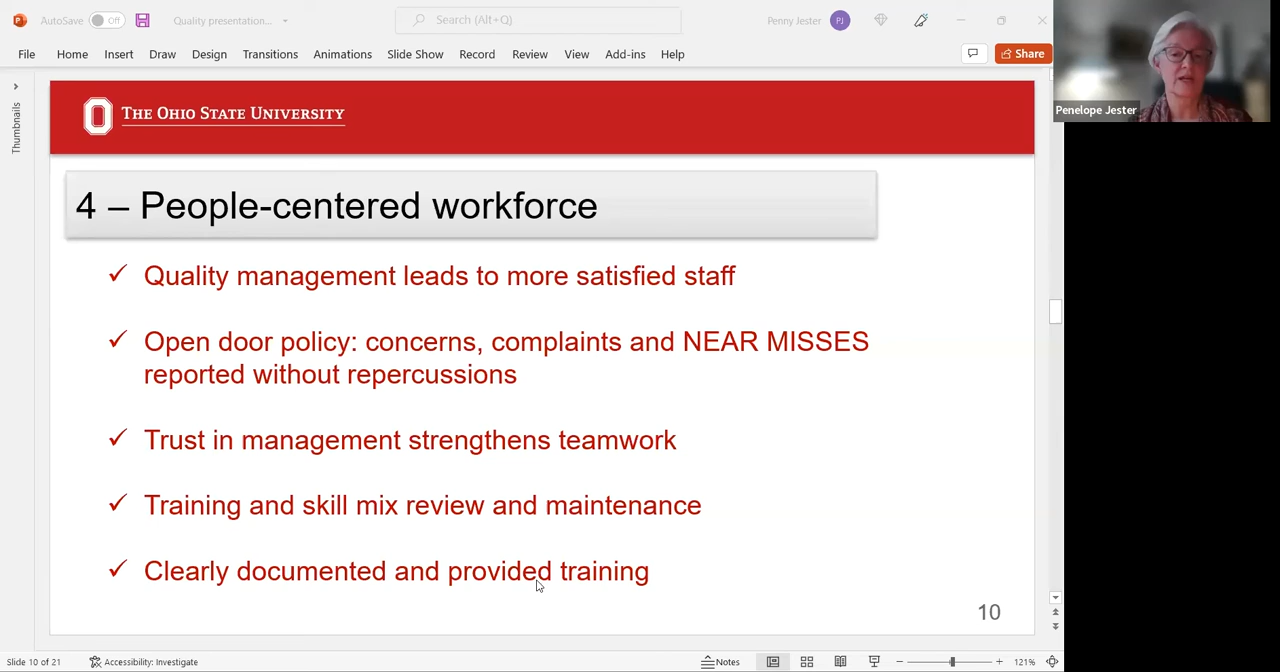 AutoSave Off Quality presentation... Search (Alt+Q) Penny Jester PJ
File Home Insert Draw Design Transitions Animations Slide Show Record Review View Add-ins Help Share
Penelope Jester
Thumbnails
THE OHIO STATE UNIVERSITY
4 – People-centered workforce
✓ Quality management leads to more satisfied staff
✓ Open door policy: concerns, complaints and NEAR MISSES
reported without repercussions
✓ Trust in management strengthens teamwork
✓ Training and skill mix review and maintenance
✓ Clearly documented and provided training
10
Slide 10 of 21 Accessibility: Investigate Notes 121%